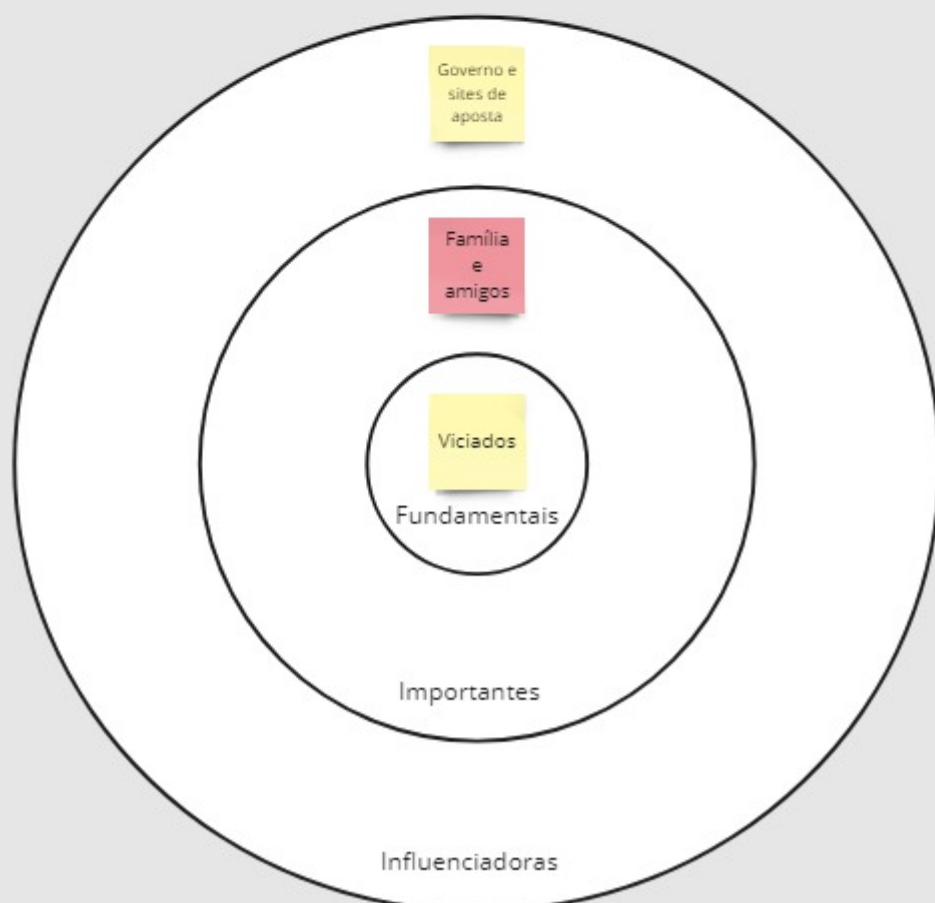 Governo e
sites de
aposta
Família
e
amigos
Viciados
Fundamentais
Importantes
Influenciadoras